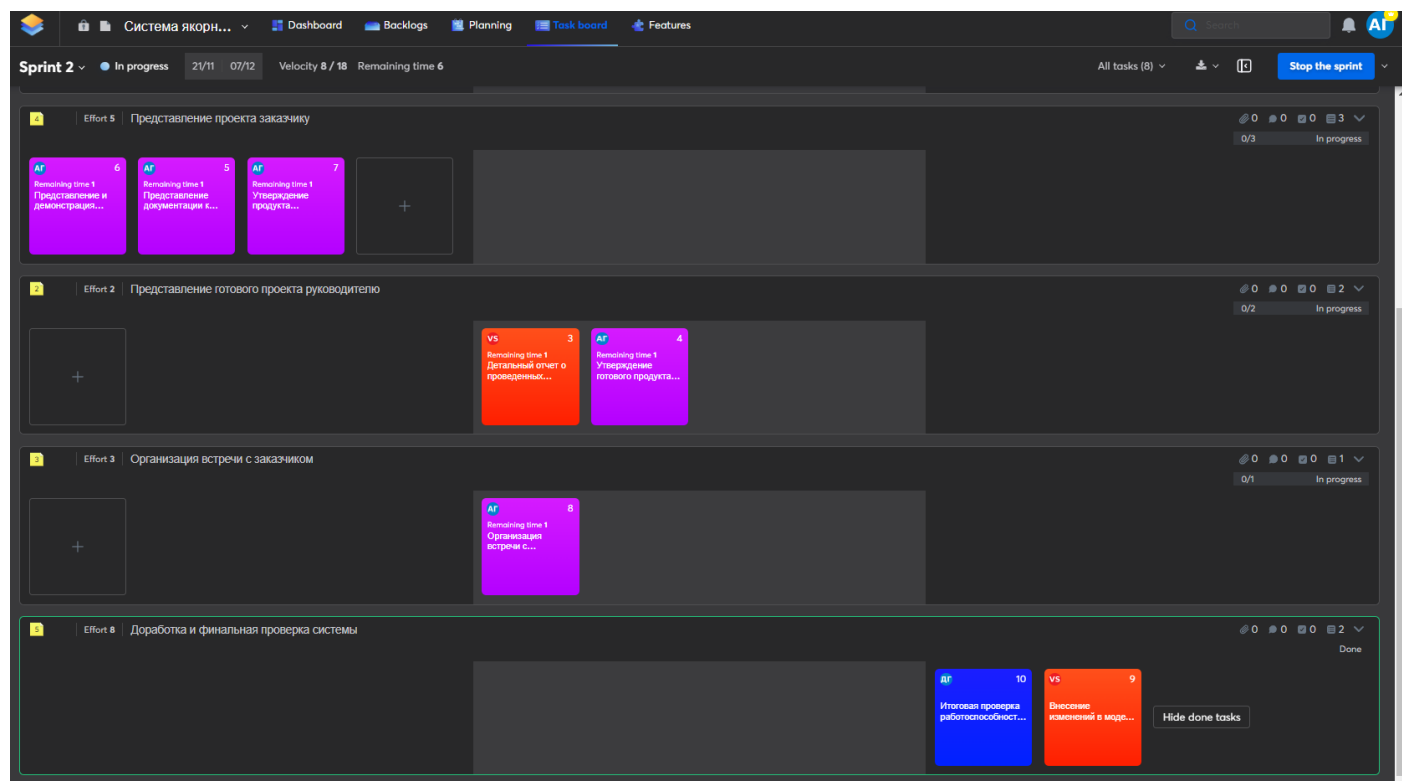 Система якорн... Dashboard Backlogs Planning Task board Features Search АГ
Sprint 2 In progress 21/11 07/12 Velocity 8 / 18 Remaining time 6 All tasks (8) Stop the sprint
4 Effort 5 Представление проекта заказчику 0 0 0 3
0/3 In progress
АГ 6
Remaining time 1
Представление и
демонстрация...
АГ 5
Remaining time 1
Представление
документации к...
АГ 7
Remaining time 1
Утверждение
продукта...
+
2 Effort 2 Представление готового проекта руководителю 0 0 0 2
0/2 In progress
+
VS 3
Remaining time 1
Детальный отчет о
проведенных...
АГ 4
Remaining time 1
Утверждение
готового продукта...
3 Effort 3 Организация встречи с заказчиком 0 0 0 1
0/1 In progress
+
АГ 8
Remaining time 1
Организация
встречи с...
5 Effort 8 Доработка и финальная проверка системы 0 0 0 2
Done
ДГ 10
Итоговая проверка
работоспособност...
VS 9
Внесение
изменений в моде...
Hide done tasks